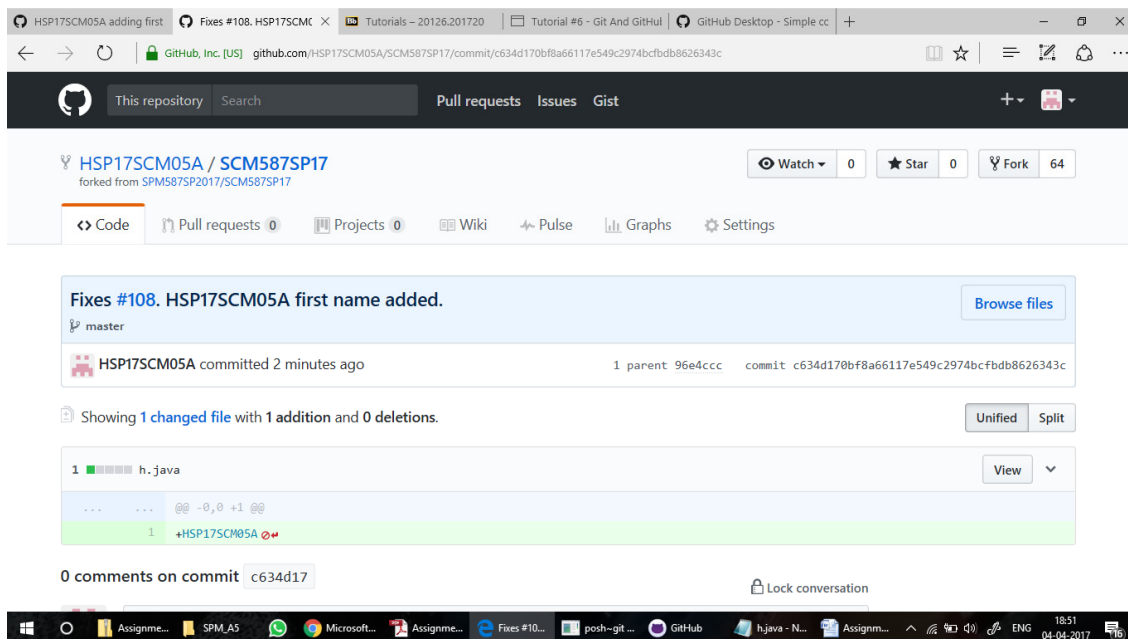 HSP17SCM05A adding first
Fixes #108. HSP17SCM0
Tutorials – 20126.201720
Tutorial #6 - Git And GitHul
GitHub Desktop - Simple cc
GitHub, Inc. [US] github.com/HSP17SCM05A/SCM587SP17/commit/c634d170bf8a66117e549c2974bcfbdb8626343c
This repository Search Pull requests Issues Gist
HSP17SCM05A / SCM587SP17
forked from SPM587SP2017/SCM587SP17
Watch 0 Star 0 Fork 64
Code Pull requests 0 Projects 0 Wiki Pulse Graphs Settings
Fixes #108. HSP17SCM05A first name added.
Browse files
master
HSP17SCM05A committed 2 minutes ago 1 parent 96e4ccc commit c634d170bf8a66117e549c2974bcfbdb8626343c
Showing 1 changed file with 1 addition and 0 deletions. Unified Split
1 h.java View
... ... @@ -0,0 +1 @@
1 +HSP17SCM05A
0 comments on commit c634d17
Lock conversation
Assignme... SPM_A5 Microsoft... Assignme... Fixes #10... posh~git ... GitHub h.java - N... Assignm... ENG 18:51
04-04-2017 16